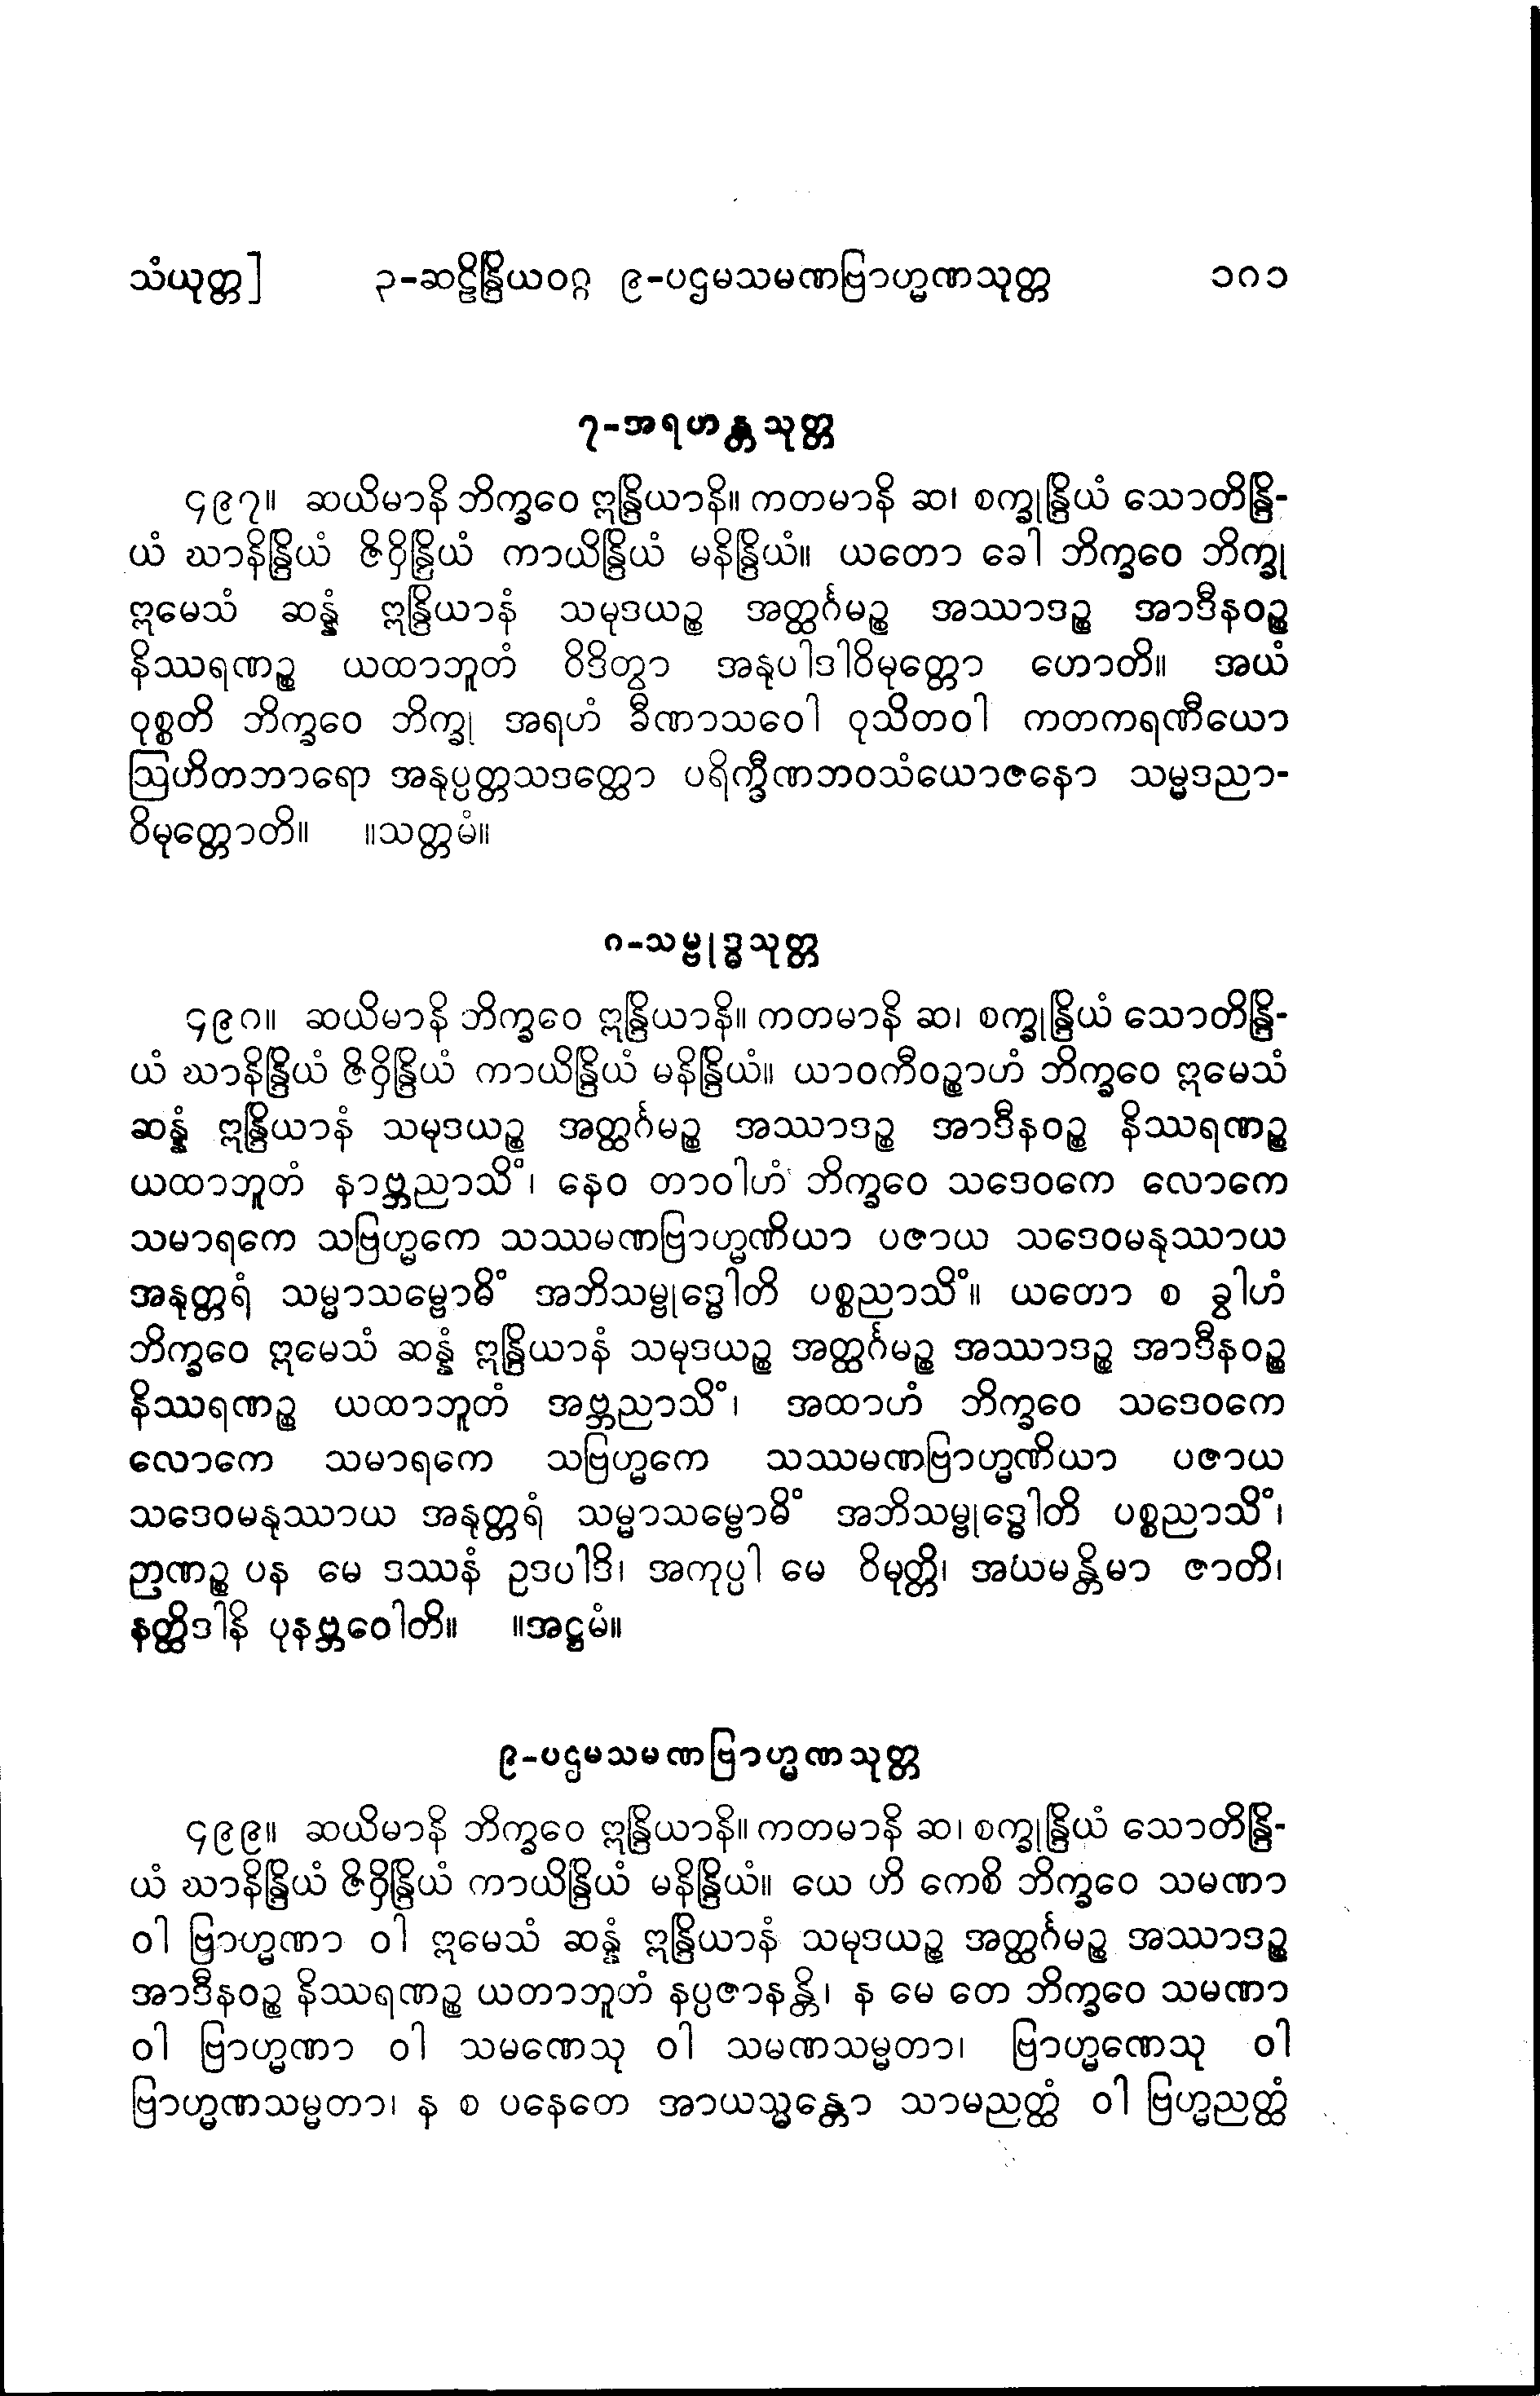 သံယုတ္တ] ၃-ဆဠိန္ဒြိယဝဂ္ဂ ၉-ပဌမသမဏဗြာဟ္မဏသုတ္တ ၁၈၁
၇-အရဟန္တသုတ္တ
၄၉၇။ ဆယိမာနိ ဘိက္ခဝေ ဣန္ဒြိယာနိ။ ကတမာနိ ဆ၊ စက္ခုန္ဒြိယံ သောတိန္ဒြိ-
ယံ ဃာနိန္ဒြိယံ ဇိဝှိန္ဒြိယံ ကာယိန္ဒြိယံ မနိန္ဒြိယံ။ ယတော ခေါ ဘိက္ခဝေ ဘိက္ခု
ဣမေသံ ဆန္နံ ဣန္ဒြိယာနံ သမုဒယဉ္စ အတ္ထင်္ဂမဉ္စ အဿာဒဉ္စ အာဒီနဝဉ္စ
နိဿရဏဉ္စ ယထာဘူတံ ဝိဒိတွာ အနုပါဒါဝိမုတ္တော ဟောတိ။ အယံ
ဝုစ္စတိ ဘိက္ခဝေ ဘိက္ခု အရဟံ ခီဏာသဝေါ ဝုသိတဝါ ကတကရဏီယော
ဩဟိတဘာရော အနုပ္ပတ္တသဒတ္ထော ပရိက္ခီဏဘဝသံယောဇနော သမ္မဒညာ-
ဝိမုတ္တောတိ။ ။သတ္တမံ။
၈-သမ္ဗုဒ္ဓသုတ္တ
၄၉၈။ ဆယိမာနိ ဘိက္ခဝေ ဣန္ဒြိယာနိ။ ကတမာနိ ဆ၊ စက္ခုန္ဒြိယံ သောတိန္ဒြိ-
ယံ ဃာနိန္ဒြိယံ ဇိဝှိန္ဒြိယံ ကာယိန္ဒြိယံ မနိန္ဒြိယံ။ ယာဝကီဝဉ္စာဟံ ဘိက္ခဝေ ဣမေသံ
ဆန္နံ ဣန္ဒြိယာနံ သမုဒယဉ္စ အတ္ထင်္ဂမဉ္စ အဿာဒဉ္စ အာဒီနဝဉ္စ နိဿရဏဉ္စ
ယထာဘူတံ နာဗ္ဘညာသိံ၊ နေဝ တာဝါဟံ ဘိက္ခဝေ သဒေဝကေ လောကေ
သမာရကေ သဗြဟ္မကေ သဿမဏဗြာဟ္မဏိယာ ပဇာယ သဒေဝမနုဿာယ
အနုတ္တရံ သမ္မာသမ္ဗောဓိံ အဘိသမ္ဗုဒ္ဓေါတိ ပစ္စညာသိံ။ ယတော စ ခွါဟံ
ဘိက္ခဝေ ဣမေသံ ဆန္နံ ဣန္ဒြိယာနံ သမုဒယဉ္စ အတ္ထင်္ဂမဉ္စ အဿာဒဉ္စ အာဒီနဝဉ္စ
နိဿရဏဉ္စ ယထာဘူတံ အဗ္ဘညာသိံ၊ အထာဟံ ဘိက္ခဝေ သဒေဝကေ
လောကေ သမာရကေ သဗြဟ္မကေ သဿမဏဗြာဟ္မဏိယာ ပဇာယ
သဒေဝမနုဿာယ အနုတ္တရံ သမ္မာသမ္ဗောဓိံ အဘိသမ္ဗုဒ္ဓေါတိ ပစ္စညာသိံ၊
ဉာဏဉ္စ ပန မေ ဒဿနံ ဥဒပါဒိ၊ အကုပ္ပါ မေ ဝိမုတ္တိ၊ အယမန္တိမာ ဇာတိ၊
နတ္ထိဒါနိ ပုနဗ္ဘဝေါတိ။ ။အဋ္ဌမံ။
၉-ပဌမသမဏဗြာဟ္မဏသုတ္တ
၄၉၉။ ဆယိမာနိ ဘိက္ခဝေ ဣန္ဒြိယာနိ။ ကတမာနိ ဆ၊ စက္ခုန္ဒြိယံ သောတိန္ဒြိ-
ယံ ဃာနိန္ဒြိယံ ဇိဝှိန္ဒြိယံ ကာယိန္ဒြိယံ မနိန္ဒြိယံ။ ယေ ဟိ ကေစိ ဘိက္ခဝေ သမဏာ
ဝါ ဗြာဟ္မဏာ ဝါ ဣမေသံ ဆန္နံ ဣန္ဒြိယာနံ သမုဒယဉ္စ အတ္ထင်္ဂမဉ္စ အဿာဒဉ္စ
အာဒီနဝဉ္စ နိဿရဏဉ္စ ယတာဘူတံ နပ္ပဇာနန္တိ၊ န မေ တေ ဘိက္ခဝေ သမဏာ
ဝါ ဗြာဟ္မဏာ ဝါ သမဏေသု ဝါ သမဏသမ္မတာ၊ ဗြာဟ္မဏေသု ဝါ
ဗြာဟ္မဏသမ္မတာ၊ န စ ပနေတေ အာယသ္မန္တော သာမညတ္ထံ ဝါ ဗြဟ္မညတ္ထံ